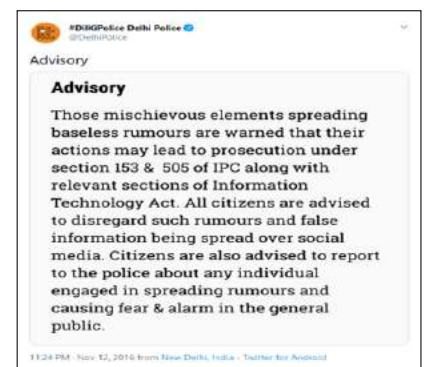 #DilKiPolice Delhi Police
@DelhiPolice
Advisory
Advisory
Those mischievous elements spreading
baseless rumours are warned that their
actions may lead to prosecution under
section 153 & 505 of IPC along with
relevant sections of Information
Technology Act. All citizens are advised
to disregard such rumours and false
information being spread over social
media. Citizens are also advised to report
to the police about any individual
engaged in spreading rumours and
causing fear & alarm in the general
public.
11:24 PM · Nov 12, 2016 from New Delhi, India · Twitter for Android